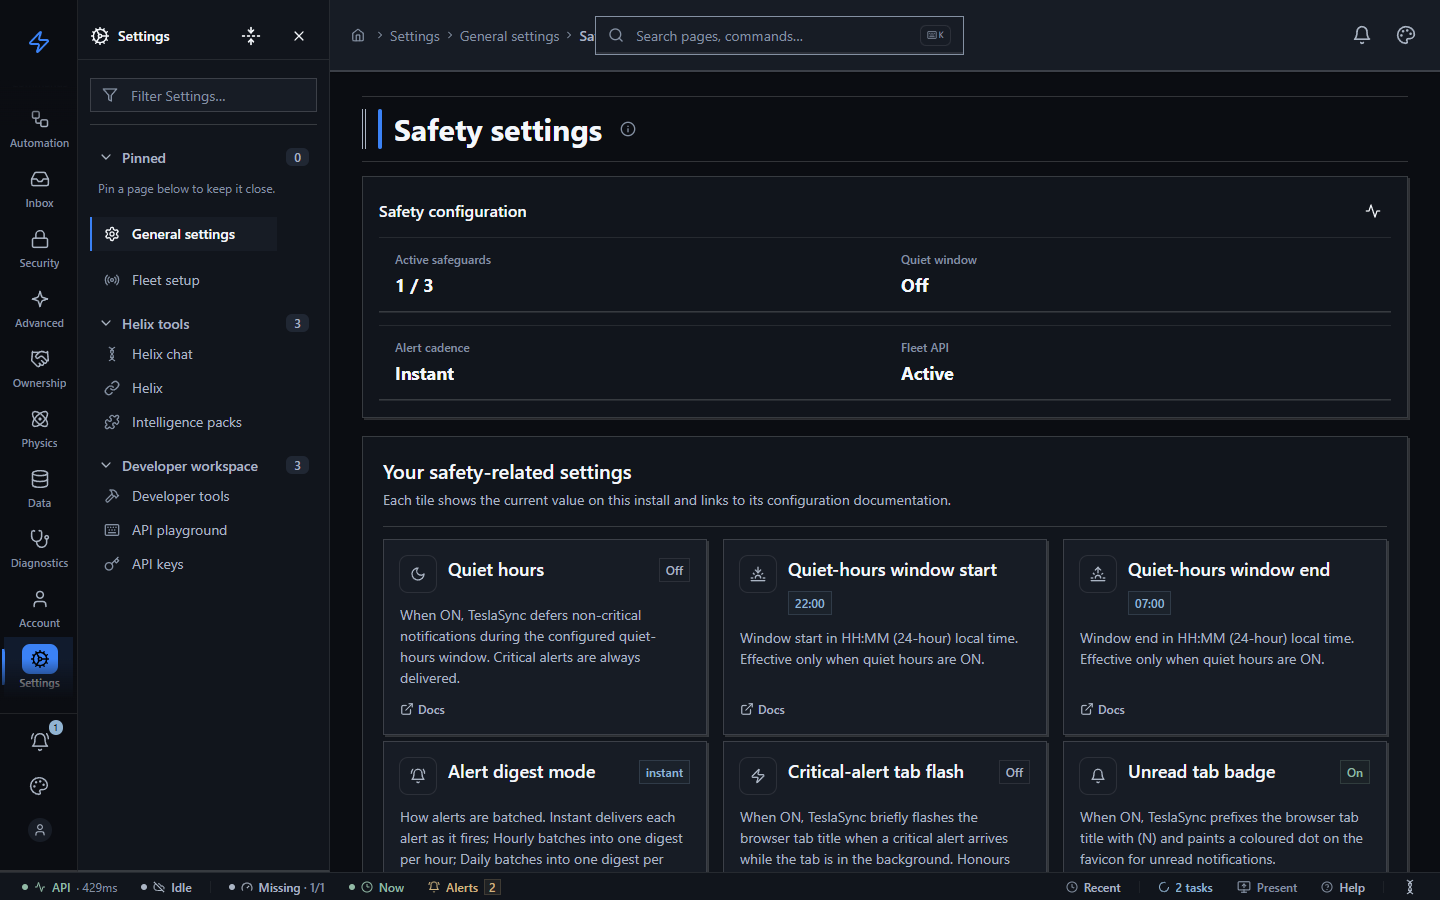 Automation
Inbox
Security
Advanced
Ownership
Physics
Data
Diagnostics
Account
Settings
1
Settings
Filter Settings...
Pinned
0
Pin a page below to keep it close.
General settings
Fleet setup
Helix tools
3
Helix chat
Helix
Intelligence packs
Developer workspace
3
Developer tools
API playground
API keys
Settings
General settings
Sa
Search pages, commands...
K
Safety settings
Safety configuration
Active safeguards
1 / 3
Quiet window
Off
Alert cadence
Instant
Fleet API
Active
Your safety-related settings
Each tile shows the current value on this install and links to its configuration documentation.
Quiet hours
Off
When ON, TeslaSync defers non-critical
notifications during the configured quiet-
hours window. Critical alerts are always
delivered.
Docs
Quiet-hours window start
22:00
Window start in HH:MM (24-hour) local time.
Effective only when quiet hours are ON.
Docs
Quiet-hours window end
07:00
Window end in HH:MM (24-hour) local time.
Effective only when quiet hours are ON.
Docs
Alert digest mode
instant
How alerts are batched. Instant delivers each
alert as it fires; Hourly batches into one digest
per hour; Daily batches into one digest per
Critical-alert tab flash
Off
When ON, TeslaSync briefly flashes the
browser tab title when a critical alert arrives
while the tab is in the background. Honours
Unread tab badge
On
When ON, TeslaSync prefixes the browser tab
title with (N) and paints a coloured dot on the
favicon for unread notifications.
API · 429ms
Idle
Missing · 1/1
Now
Alerts 2
Recent
2 tasks
Present
Help